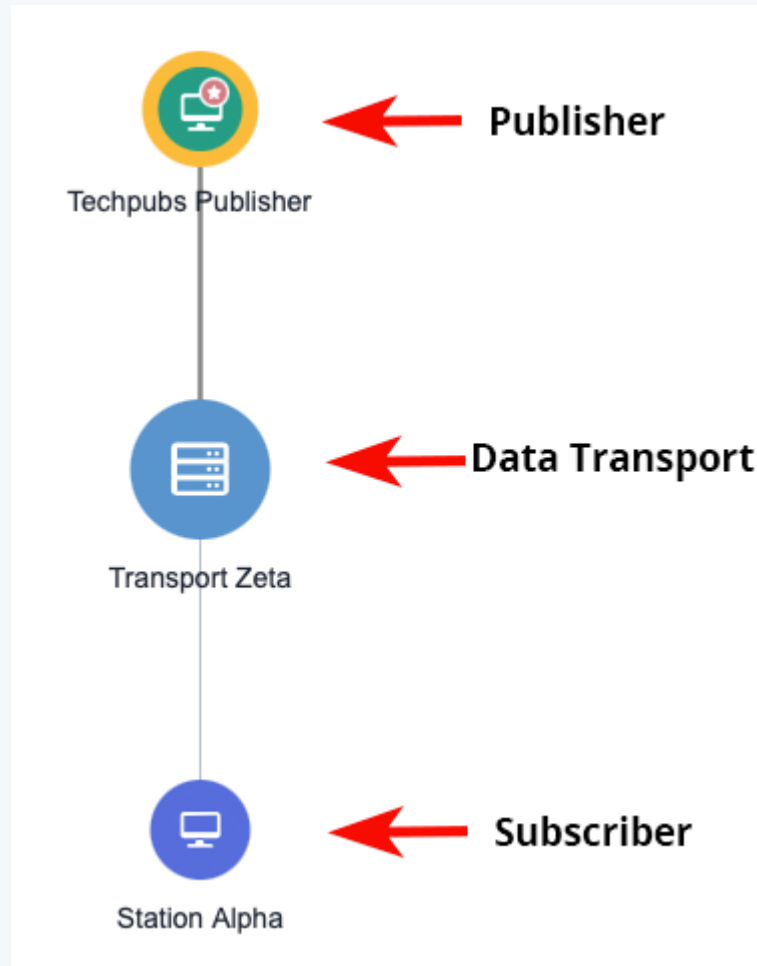 Publisher
Techpubs Publisher
Data Transport
Transport Zeta
Subscriber
Station Alpha